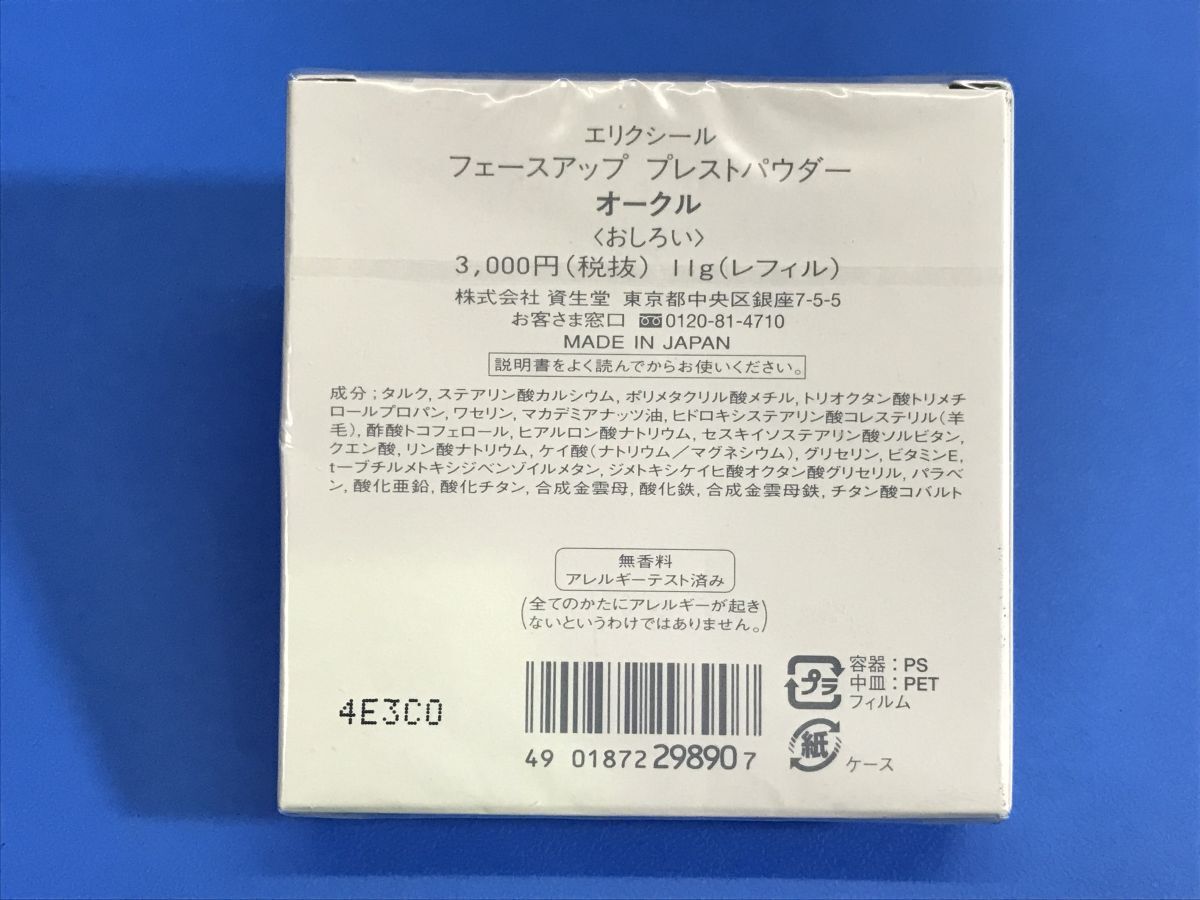 エリクシール
フェースアップ プレストパウダー
オークル
〈おしろい〉
3,000円(税抜) 11g(レフィル)
株式会社 資生堂 東京都中央区銀座7-5-5
お客さま窓口 0120-81-4710
MADE IN JAPAN
説明書をよく読んでからお使いください。
成分;タルク,ステアリン酸カルシウム,ポリメタクリル酸メチル,トリオクタン酸トリメチ
ロールプロパン,ワセリン,マカデミアナッツ油,ヒドロキシステアリン酸コレステリル(羊
毛),酢酸トコフェロール,ヒアルロン酸ナトリウム,セスキイソステアリン酸ソルビタン,
クエン酸,リン酸ナトリウム,ケイ酸(ナトリウム/マグネシウム),グリセリン,ビタミンE,
t-ブチルメトキシジベンゾイルメタン,ジメトキシケイヒ酸オクタン酸グリセリル,パラベ
ン,酸化亜鉛,酸化チタン,合成金雲母,酸化鉄,合成金雲母鉄,チタン酸コバルト
無香料
アレルギーテスト済み
(全てのかたにアレルギーが起き
ないというわけではありません。)
プラ 容器:PS
中皿:PET
フィルム
4E3C0
49 01872 29890 7
紙 ケース